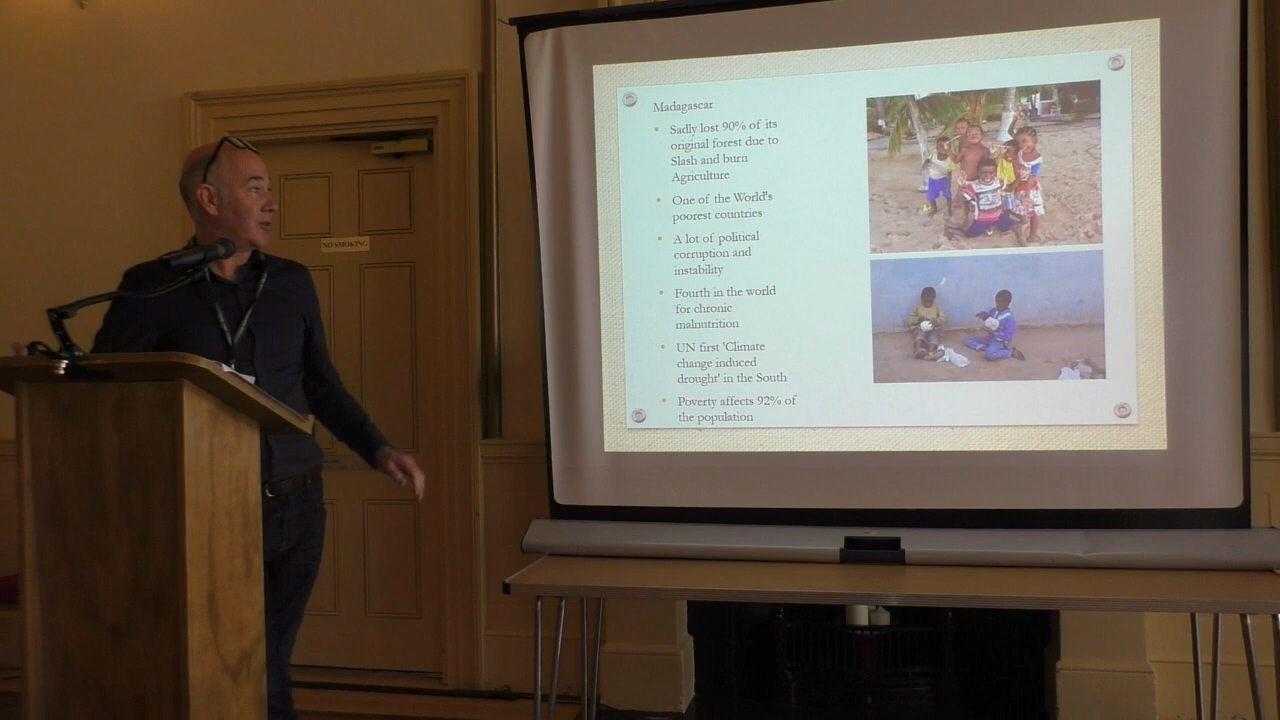 NO SMOKING
Madagascar
Sadly lost 90% of its
original forest due to
Slash and burn
Agriculture
One of the World's
poorest countries
A lot of political
corruption and
instability
Fourth in the world
for chronic
malnutrition
UN first 'Climate
change induced
drought' in the South
Poverty affects 92% of
the population